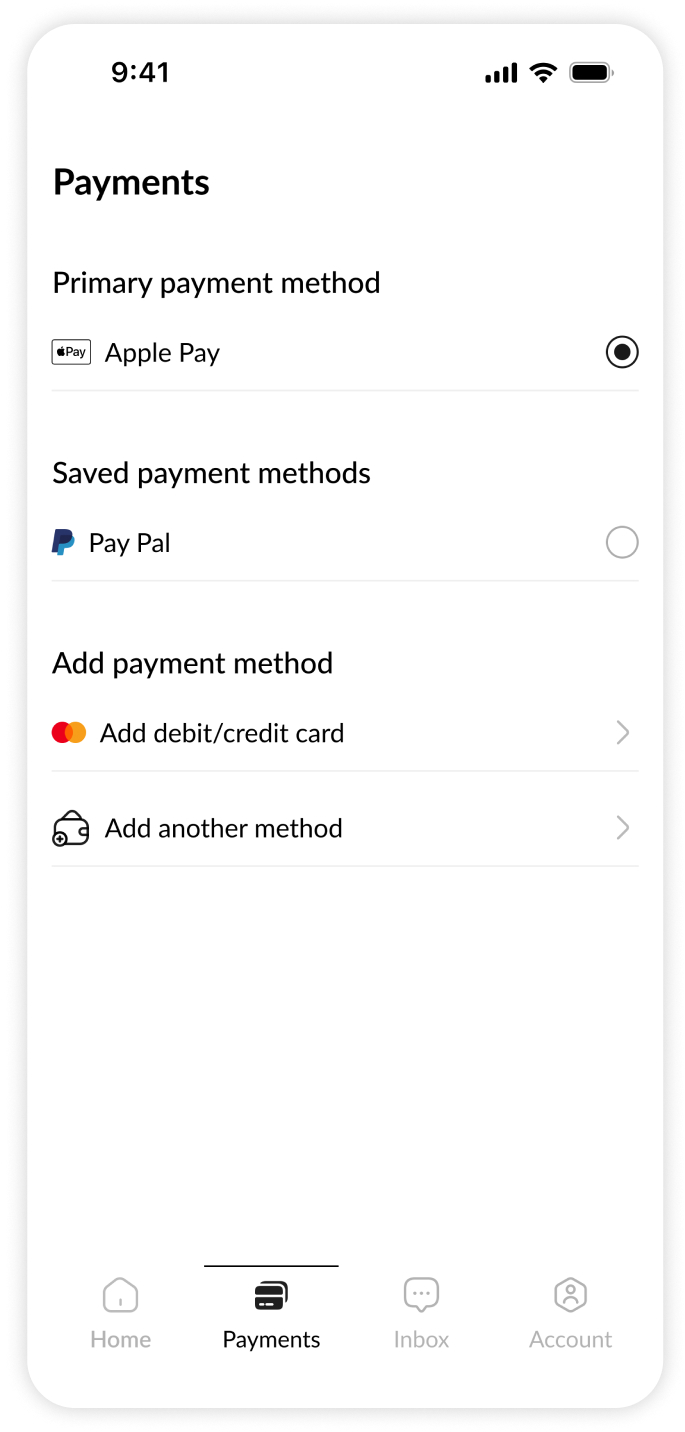 9:41
Payments
Primary payment method
Pay Apple Pay
Saved payment methods
Pay Pal
Add payment method
Add debit/credit card
Add another method
Home Payments Inbox Account